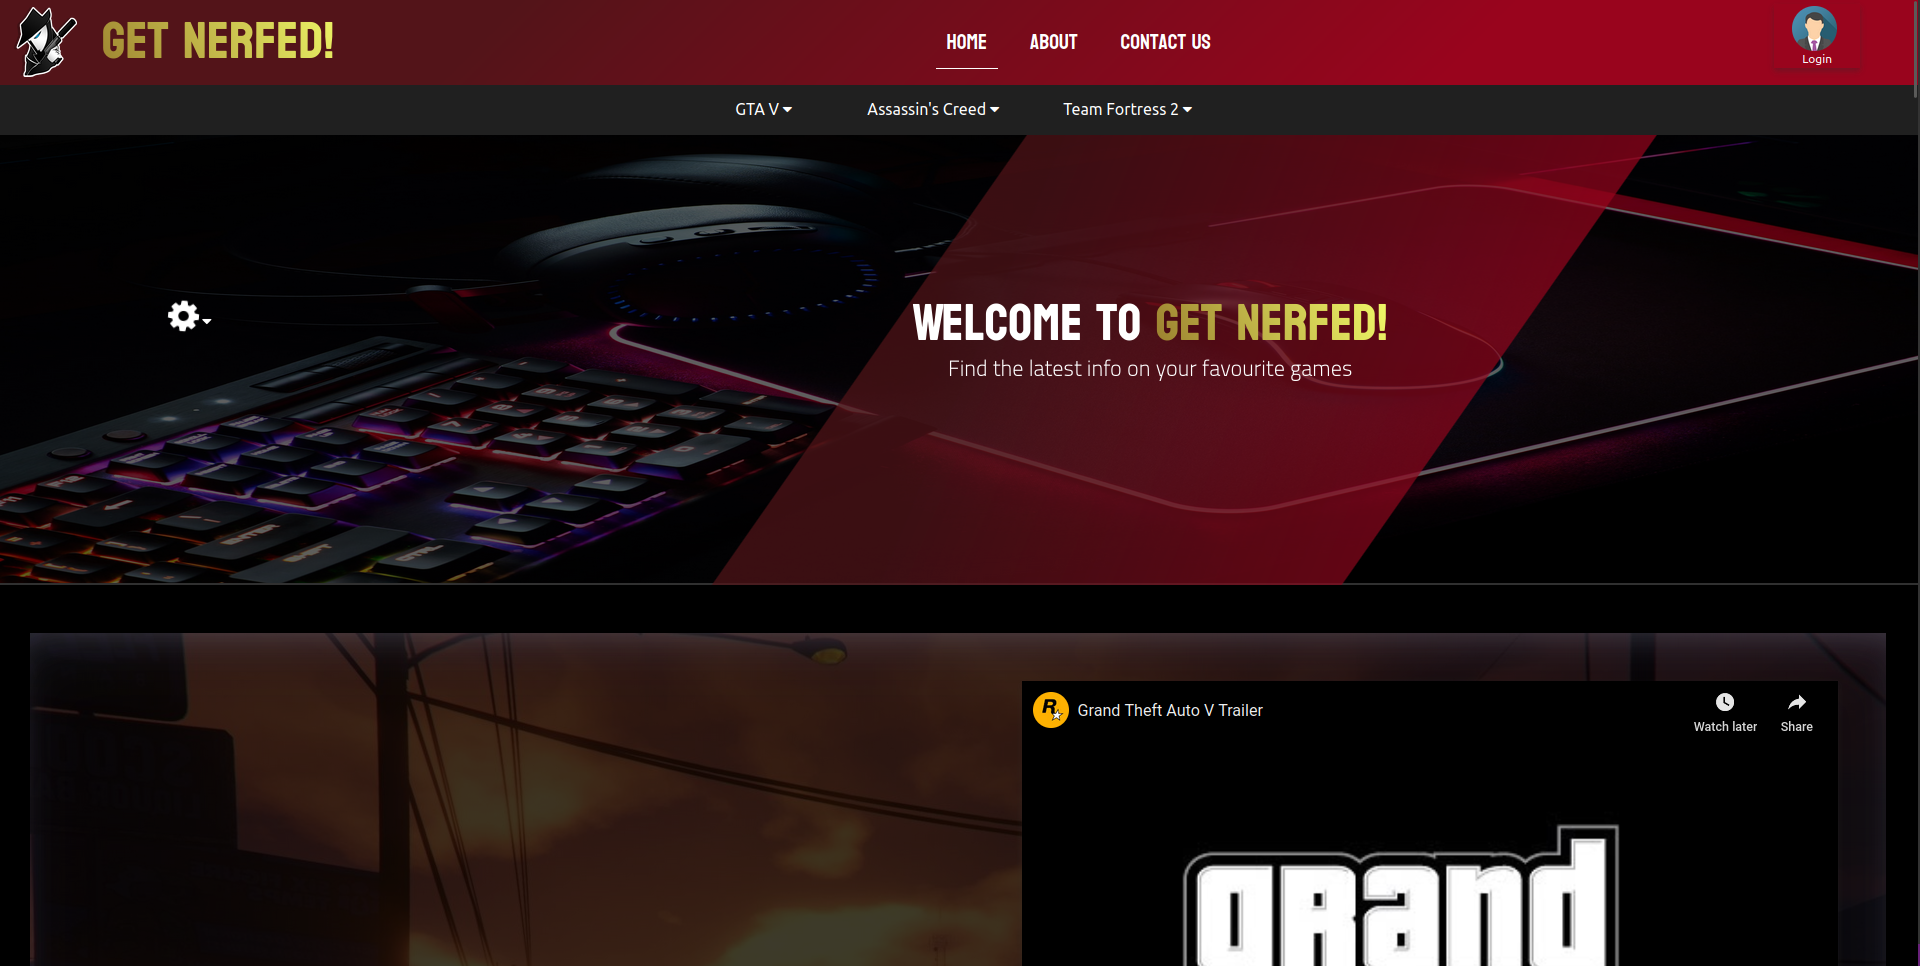 GET NERFED!
HOME ABOUT CONTACT US
Login
GTA V Assassin's Creed Team Fortress 2
WELCOME TO GET NERFED!
Find the latest info on your favourite games
Grand Theft Auto V Trailer
Watch later Share
grand